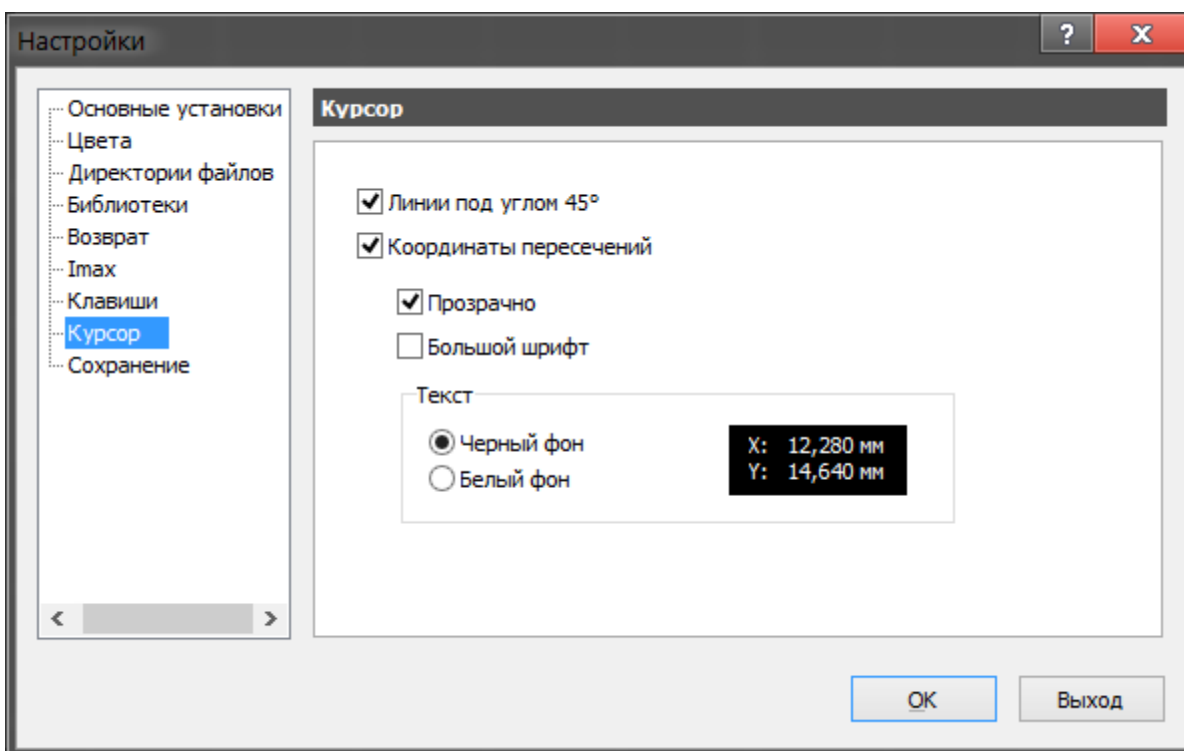 Настройки
?
x
Основные установки
Цвета
Директории файлов
Библиотеки
Возврат
Imax
Клавиши
Курсор
Сохранение
Курсор
Линии под углом 45°
Координаты пересечений
Прозрачно
Большой шрифт
Текст
Черный фон
Белый фон
X: 12,280 мм
Y: 14,640 мм
OK
Выход